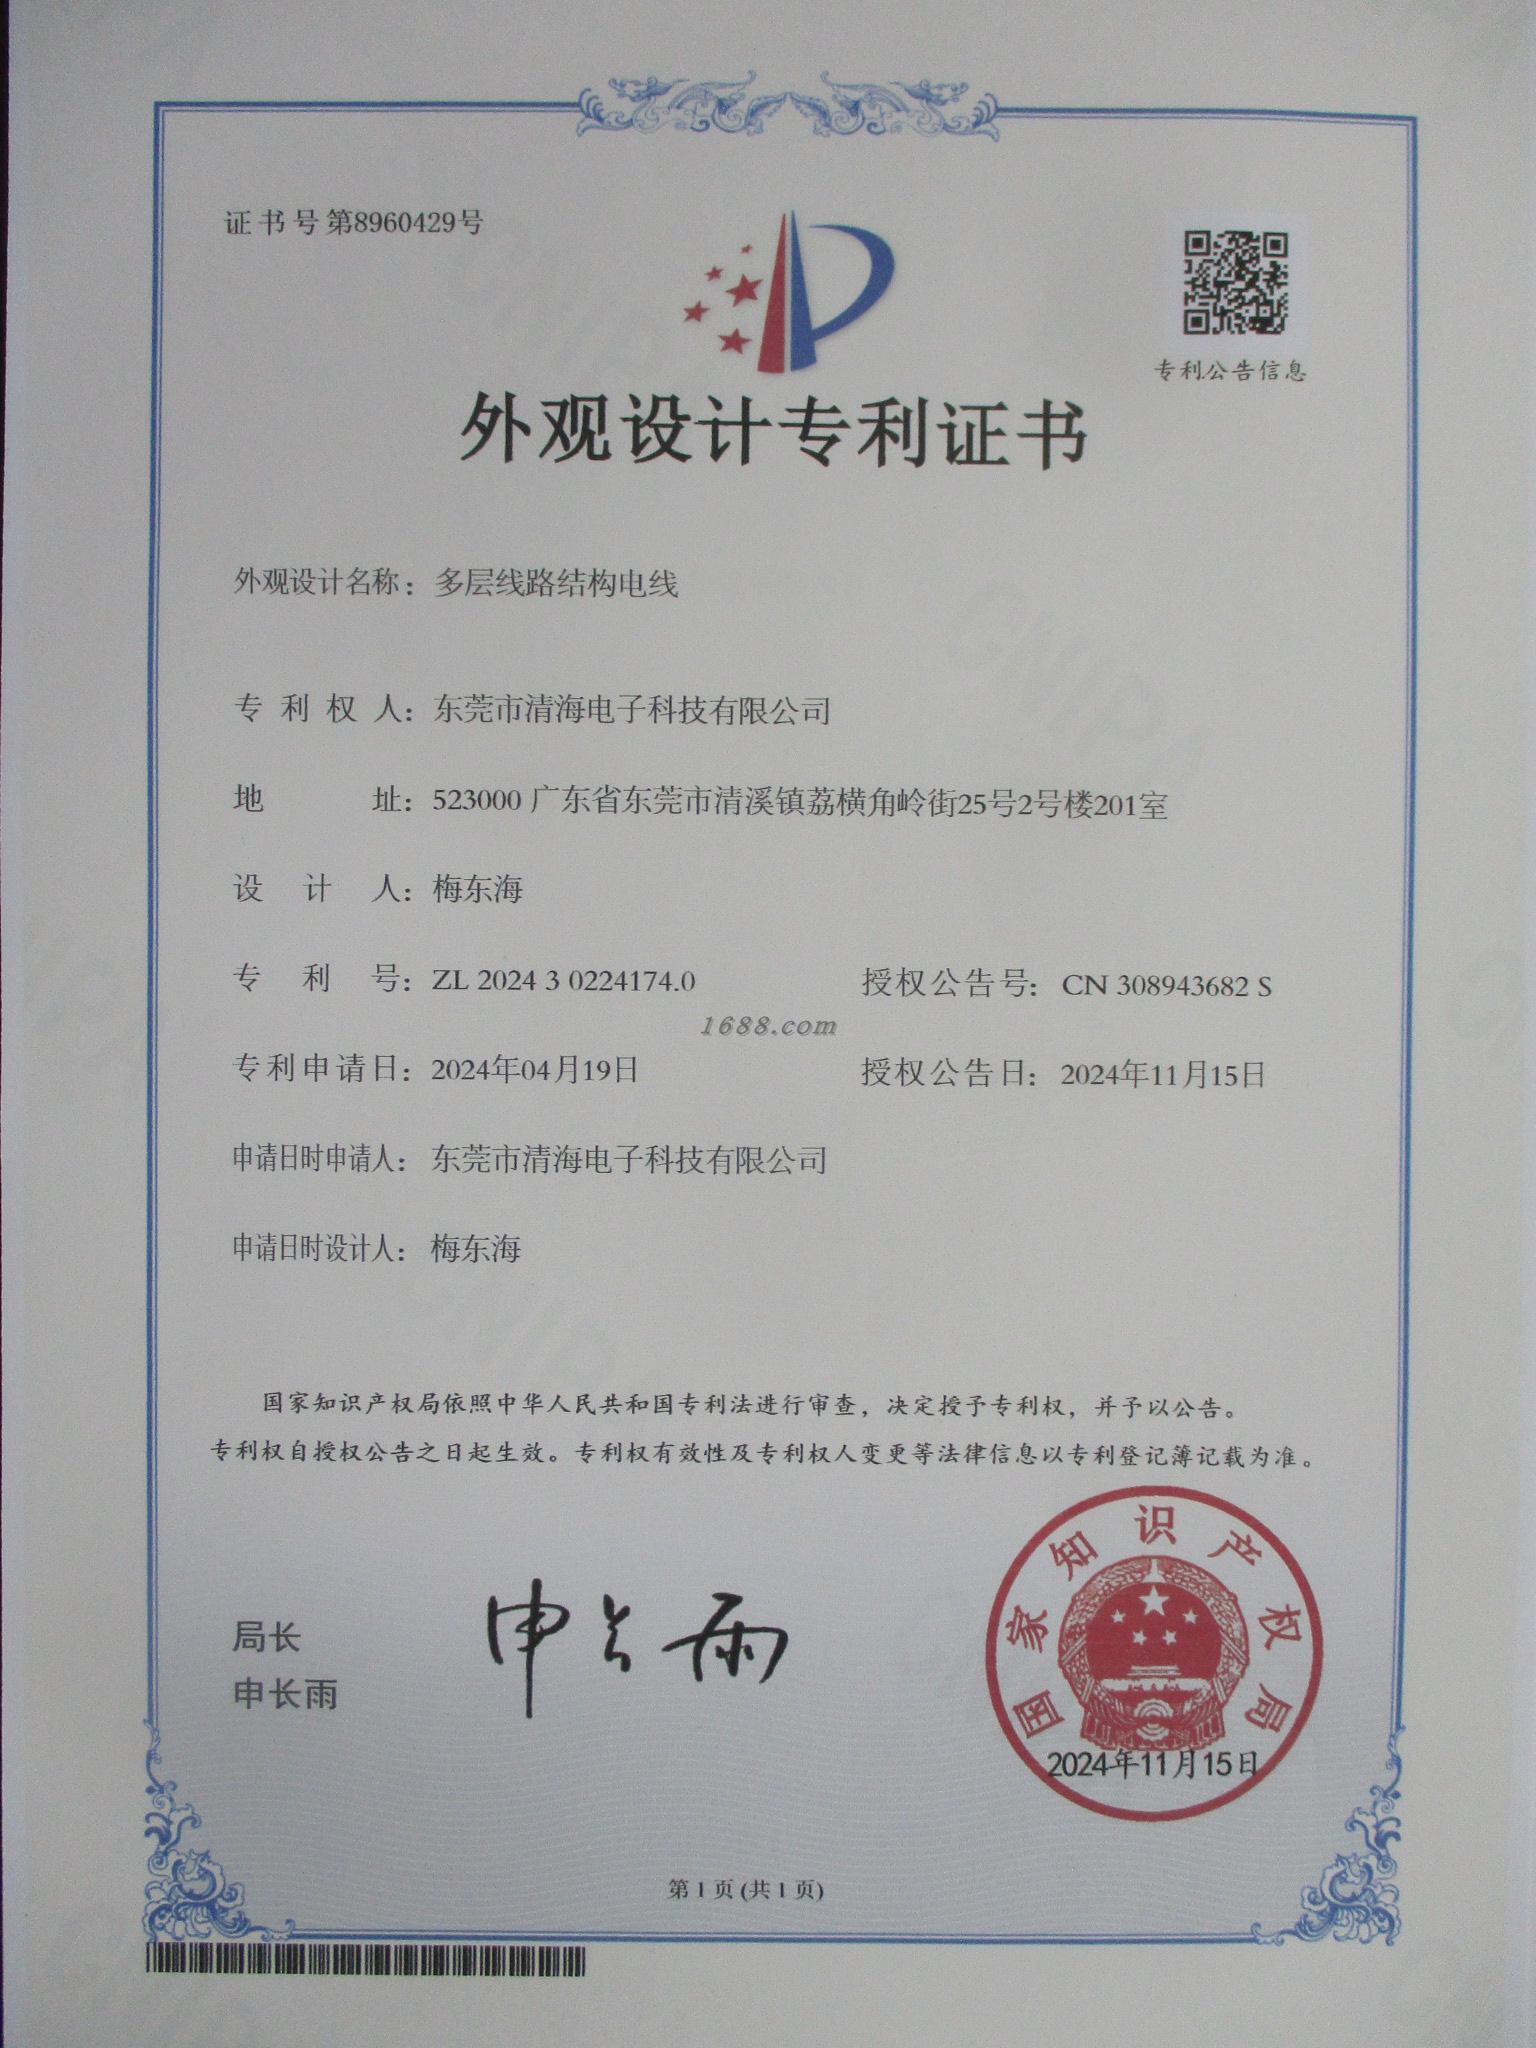 证书号第8960429号
专利公告信息
外观设计专利证书
外观设计名称：多层线路结构电线
专利权人：东莞市清海电子科技有限公司
地址：523000 广东省东莞市清溪镇荔横角岭街25号2号楼201室
设计人：梅东海
专利号：ZL 2024 3 0224174.0 授权公告号：CN 308943682 S
1688.com
专利申请日：2024年04月19日 授权公告日：2024年11月15日
申请日时申请人：东莞市清海电子科技有限公司
申请日时设计人：梅东海
国家知识产权局依照中华人民共和国专利法进行审查，决定授予专利权，并予以公告。
专利权自授权公告之日起生效。专利权有效性及专利权人变更等法律信息以专利登记簿记载为准。
局长
申长雨
申长雨
国家知识产权局
2024年11月15日
第 1 页 (共 1 页)